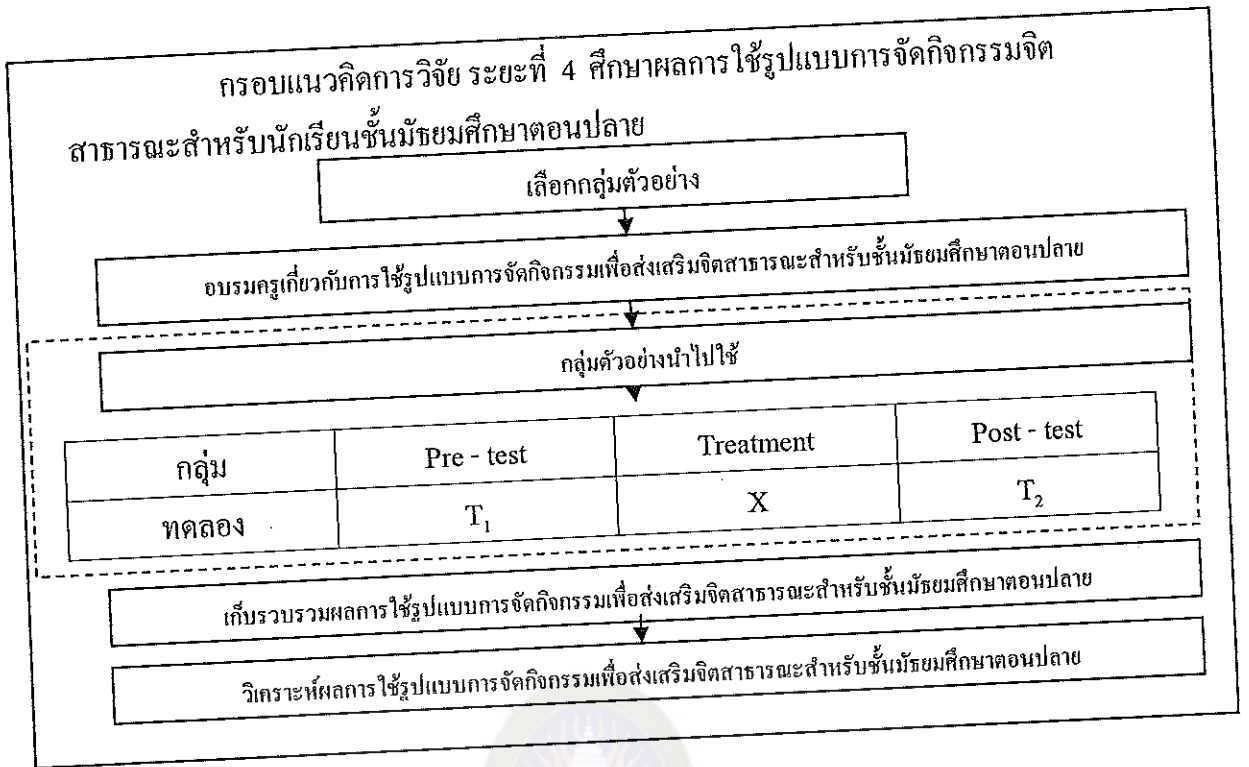 กรอบแนวคิดการวิจัย ระยะที่ 4 ศึกษาผลการใช้รูปแบบการจัดกิจกรรมจิต
สาธารณะสำหรับนักเรียนชั้นมัธยมศึกษาตอนปลาย
เลือกกลุ่มตัวอย่าง
อบรมครูเกี่ยวกับการใช้รูปแบบการจัดกิจกรรมเพื่อส่งเสริมจิตสาธารณะสำหรับชั้นมัธยมศึกษาตอนปลาย
กลุ่มตัวอย่างนำไปใช้
กลุ่ม Pre - test Treatment Post - test
ทดลอง T₁ X T₂
เก็บรวบรวมผลการใช้รูปแบบการจัดกิจกรรมเพื่อส่งเสริมจิตสาธารณะสำหรับชั้นมัธยมศึกษาตอนปลาย
วิเคราะห์ผลการใช้รูปแบบการจัดกิจกรรมเพื่อส่งเสริมจิตสาธารณะสำหรับชั้นมัธยมศึกษาตอนปลาย